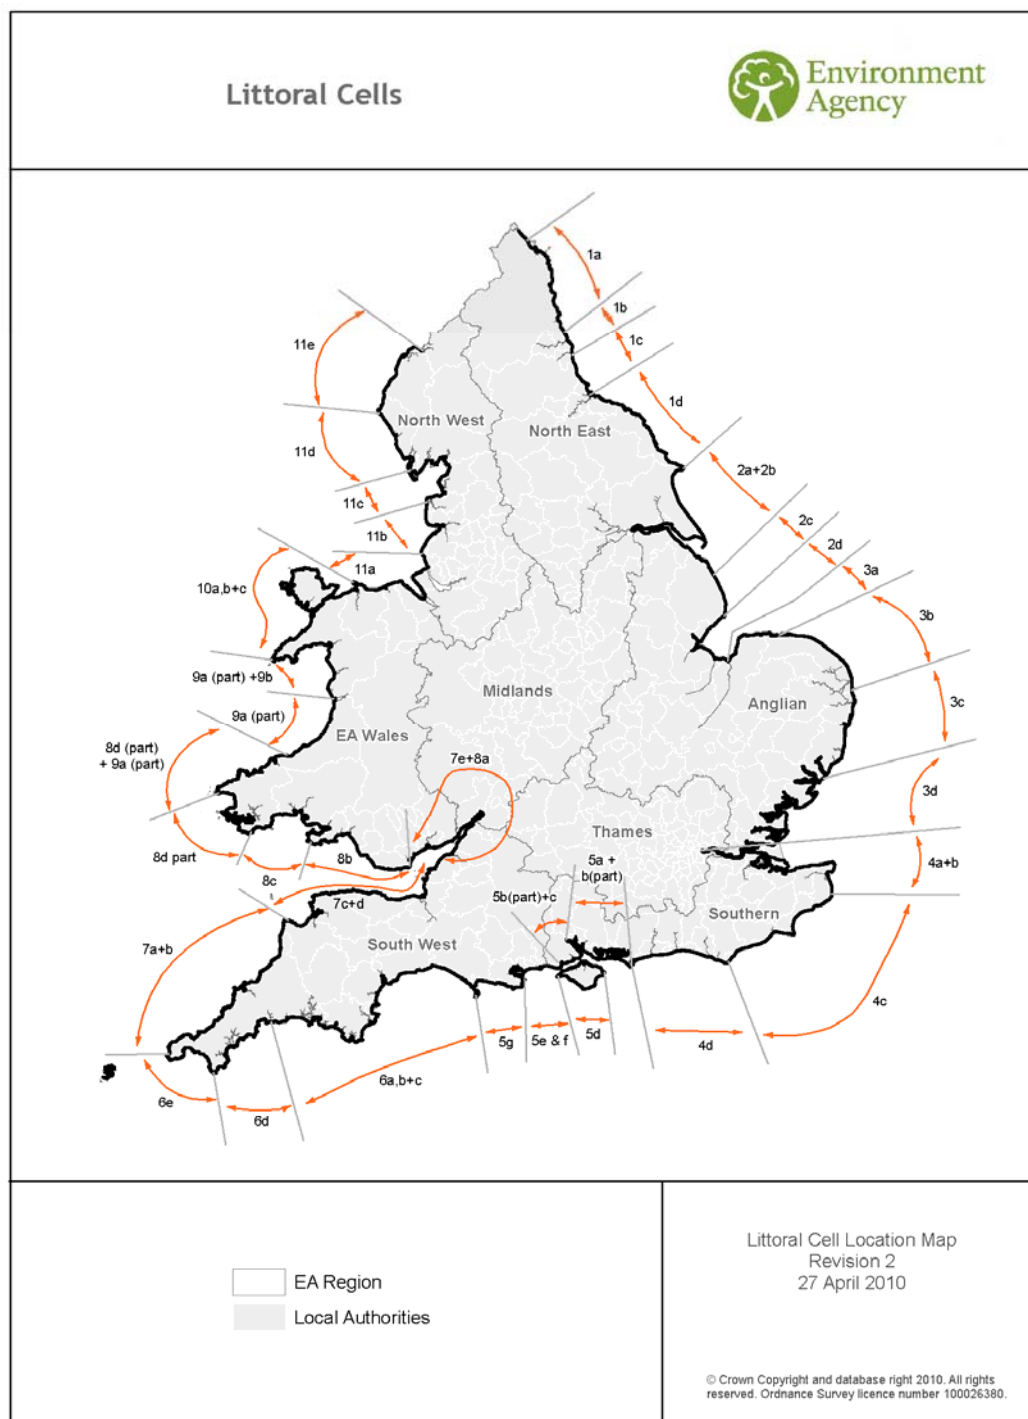 Littoral Cells
Environment
Agency
1a
1b
1c
11e
1d
North West
North East
11d
2a+2b
11c
2c
11b
2d
11a
3a
10a,b+c
3b
9a (part) +9b
Midlands
3c
Anglian
9a (part)
EA Wales
8d (part)
+ 9a (part)
7e+8a
3d
Thames
8d part
8b
5a +
b(part)
4a+b
8c
5b(part)+c
7c+d
Southern
7a+b
South West
4c
5g
5e & f
5d
4d
6a,b+c
6e
6d
EA Region
Local Authorities
Littoral Cell Location Map
Revision 2
27 April 2010
© Crown Copyright and database right 2010. All rights
reserved. Ordnance Survey licence number 100026380.